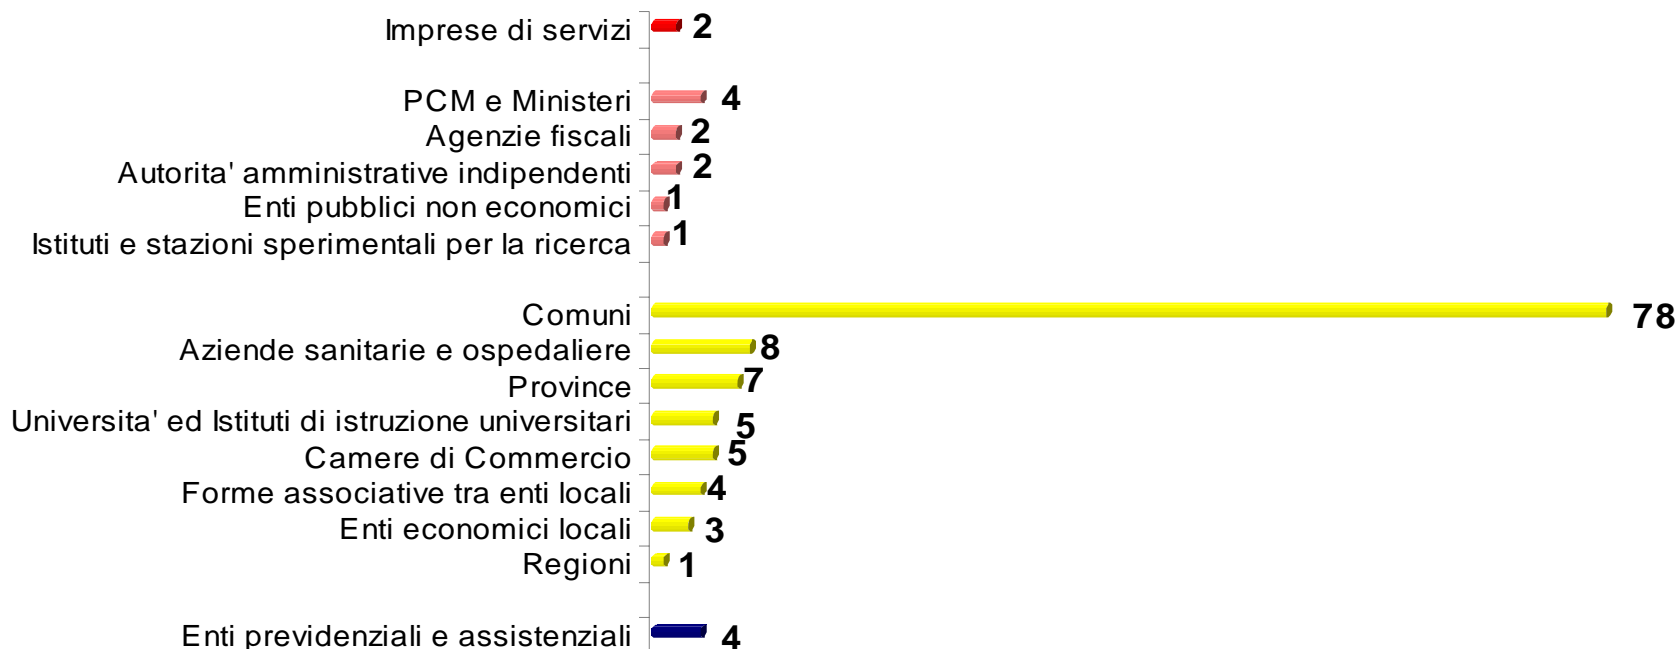 Imprese di servizi 2
PCM e Ministeri 4
Agenzie fiscali 2
Autorita' amministrative indipendenti 2
Enti pubblici non economici 1
Istituti e stazioni sperimentali per la ricerca 1
Comuni 78
Aziende sanitarie e ospedaliere 8
Province 7
Universita' ed Istituti di istruzione universitari 5
Camere di Commercio 5
Forme associative tra enti locali 4
Enti economici locali 3
Regioni 1
Enti previdenziali e assistenziali 4